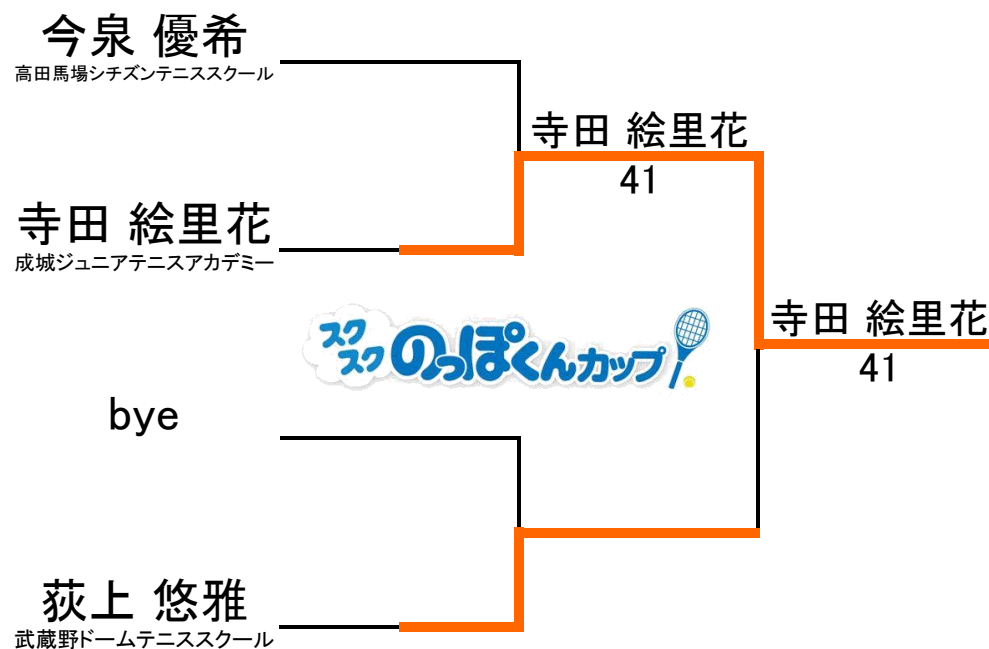 今泉 優希
高田馬場シチズンテニススクール
寺田 絵里花
41
寺田 絵里花
成城ジュニアテニスアカデミー
スクスクのっぽくんカップ
寺田 絵里花
41
bye
荻上 悠雅
武蔵野ドームテニススクール